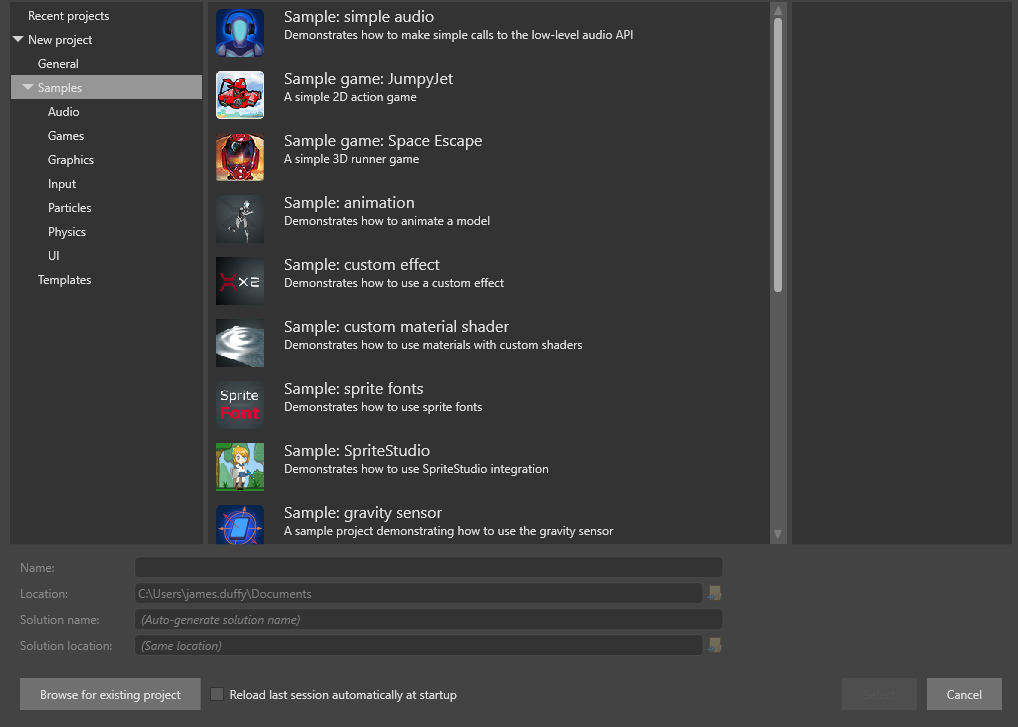 Recent projects
New project
General
Samples
Audio
Games
Graphics
Input
Particles
Physics
UI
Templates
Sample: simple audio
Demonstrates how to make simple calls to the low-level audio API
Sample game: JumpyJet
A simple 2D action game
Sample game: Space Escape
A simple 3D runner game
Sample: animation
Demonstrates how to animate a model
XE
Sample: custom effect
Demonstrates how to use a custom effect
Sample: custom material shader
Demonstrates how to use materials with custom shaders
Sprite
Font
Sample: sprite fonts
Demonstrates how to use sprite fonts
Sample: SpriteStudio
Demonstrates how to use SpriteStudio integration
Sample: gravity sensor
A sample project demonstrating how to use the gravity sensor
Name:
Location: C:\Users\james.duffy\Documents
Solution name: (Auto-generate solution name)
Solution location: (Same location)
Browse for existing project Reload last session automatically at startup Select Cancel